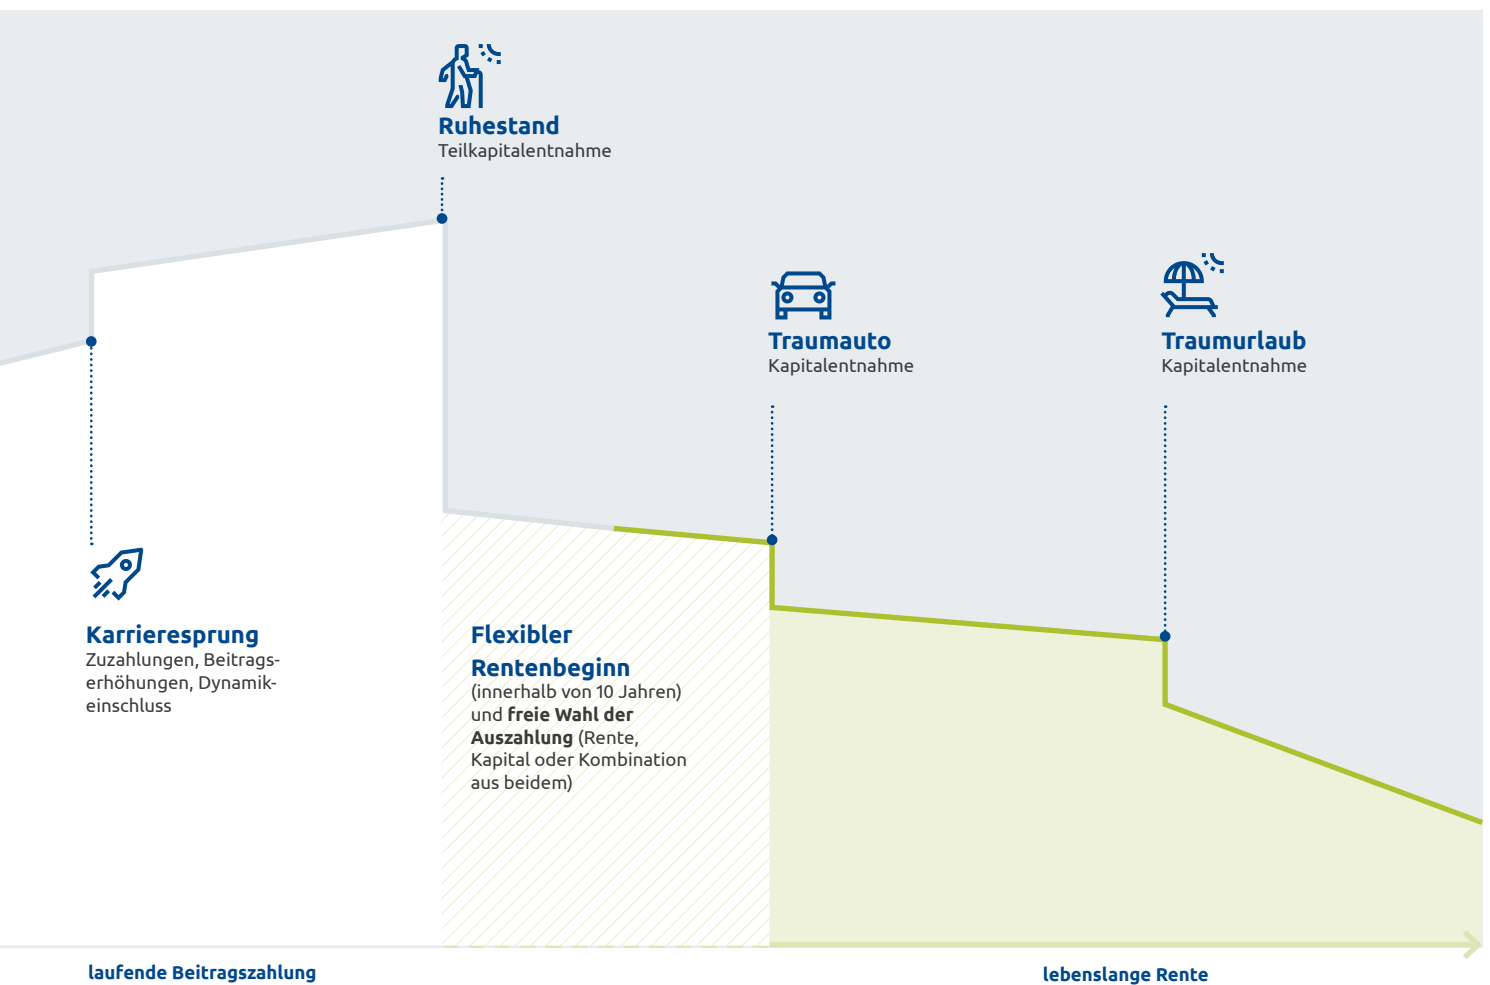 Ruhestand
Teilkapitalentnahme
Traumauto
Kapitalentnahme
Traumurlaub
Kapitalentnahme
Karrieresprung
Zuzahlungen, Beitrags-
erhöhungen, Dynamik-
einschluss
Flexibler
Rentenbeginn
(innerhalb von 10 Jahren)
und freie Wahl der
Auszahlung (Rente,
Kapital oder Kombination
aus beidem)
laufende Beitragszahlung
lebenslange Rente